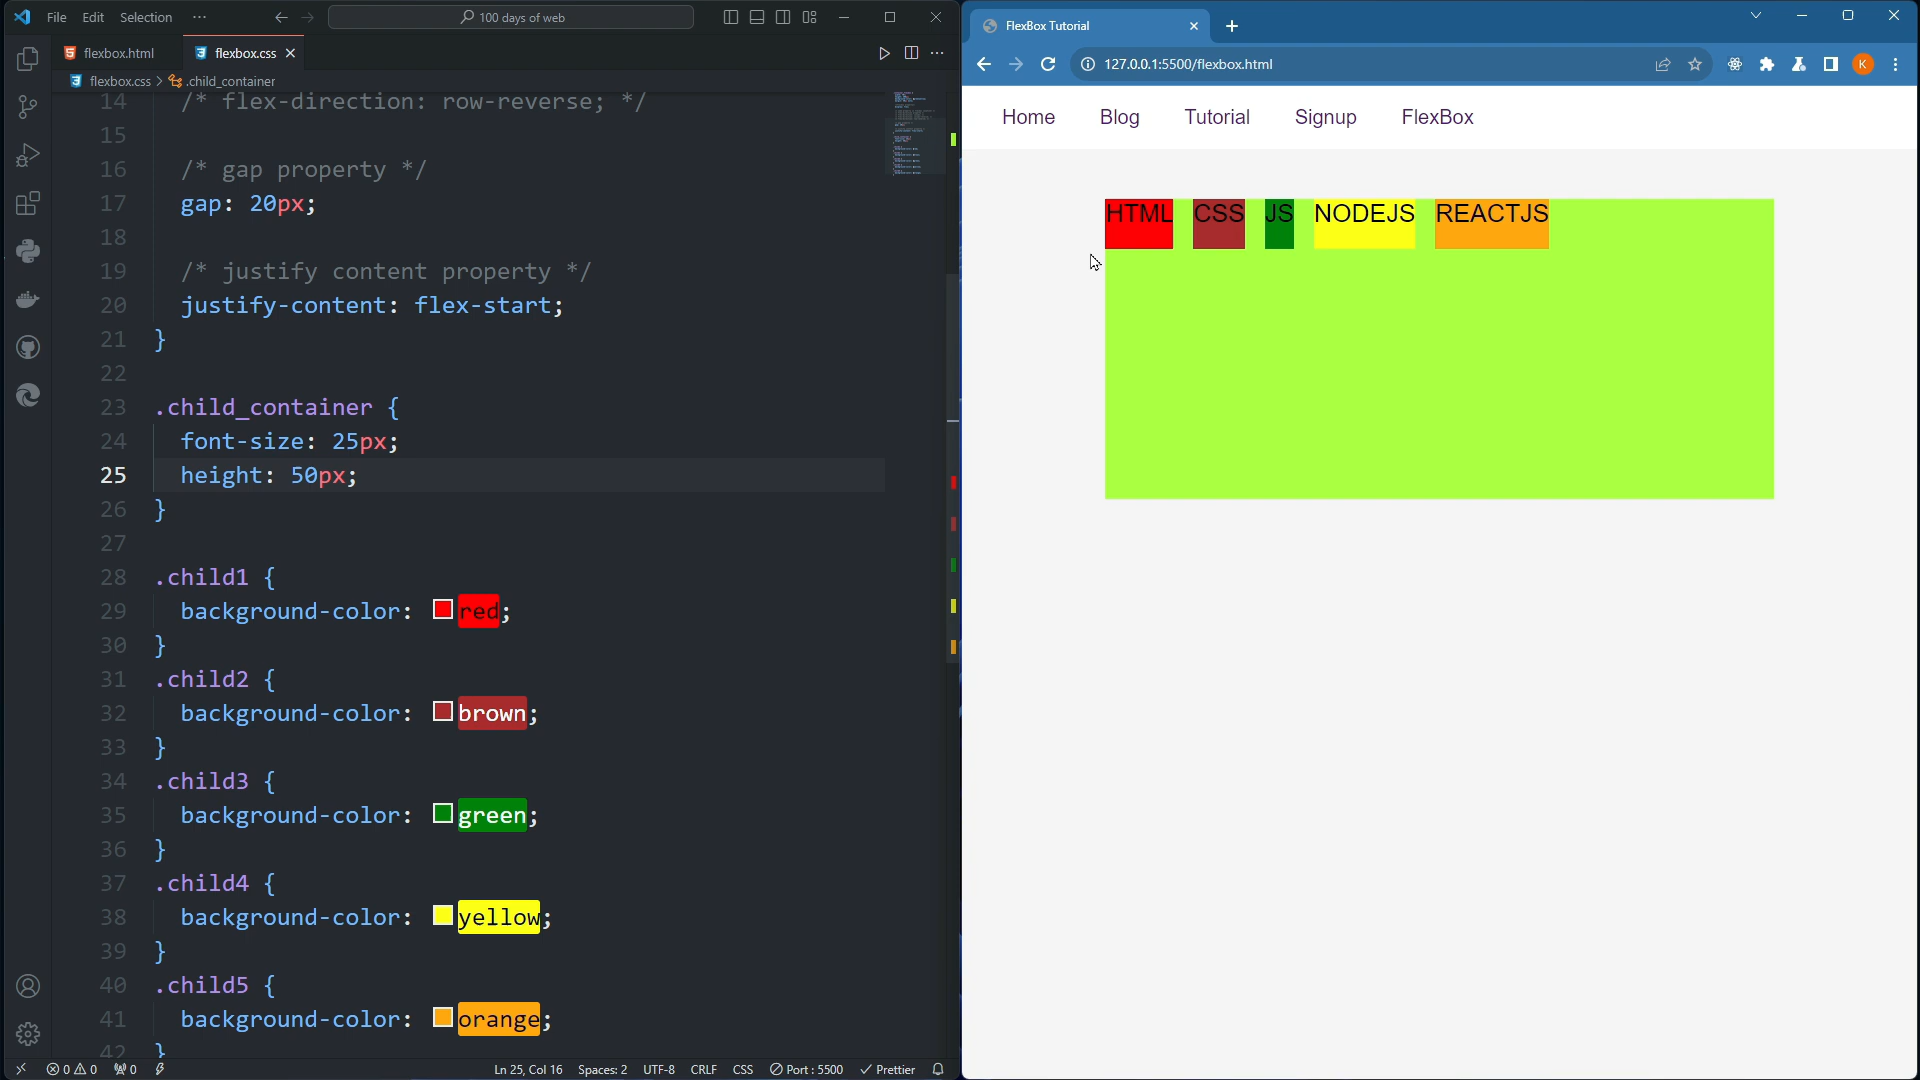 File Edit Selection ···
100 days of web
flexbox.html
flexbox.css
flexbox.css > .child_container
14 /* flex-direction: row-reverse; */
15
16 /* gap property */
17 gap: 20px;
18
19 /* justify content property */
20 justify-content: flex-start;
21 }
22
23 .child_container {
24 font-size: 25px;
25 height: 50px;
26 }
27
28 .child1 {
29 background-color: red;
30 }
31 .child2 {
32 background-color: brown;
33 }
34 .child3 {
35 background-color: green;
36 }
37 .child4 {
38 background-color: yellow;
39 }
40 .child5 {
41 background-color: orange;
42 }
0 0 0
Ln 25, Col 16 Spaces: 2 UTF-8 CRLF CSS Port : 5500 Prettier
FlexBox Tutorial
127.0.0.1:5500/flexbox.html
K
Home Blog Tutorial Signup FlexBox
HTML CSS JS NODEJS REACTJS